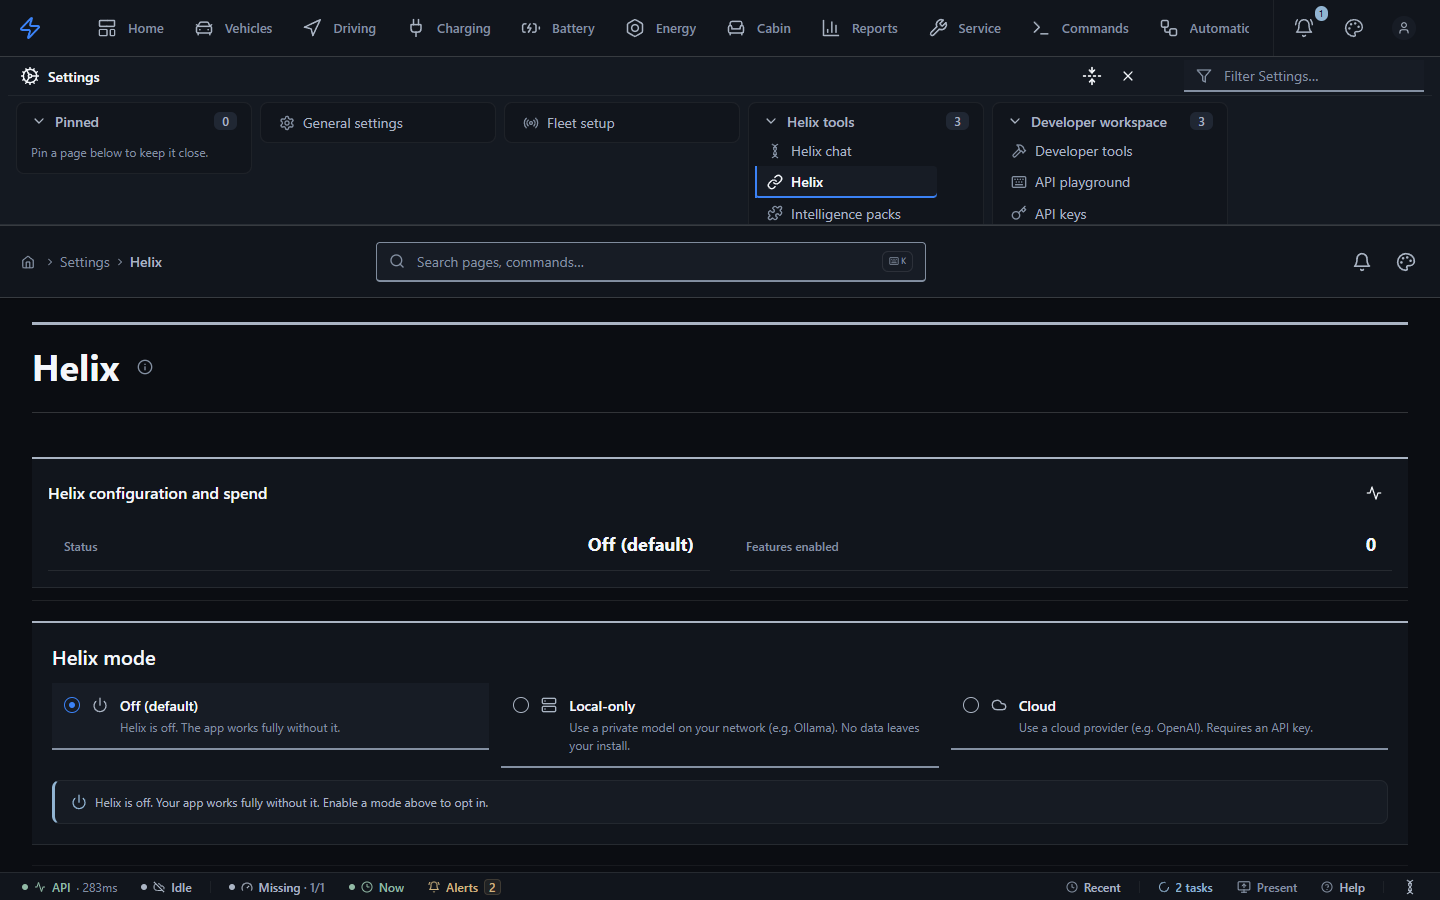 Home
Vehicles
Driving
Charging
Battery
Energy
Cabin
Reports
Service
Commands
Automatic
1
Settings
Filter Settings...
Pinned
0
Pin a page below to keep it close.
General settings
Fleet setup
Helix tools
3
Helix chat
Helix
Intelligence packs
Developer workspace
3
Developer tools
API playground
API keys
Settings
Helix
Search pages, commands...
K
Helix
Helix configuration and spend
Status
Off (default)
Features enabled
0
Helix mode
Off (default)
Helix is off. The app works fully without it.
Local-only
Use a private model on your network (e.g. Ollama). No data leaves
your install.
Cloud
Use a cloud provider (e.g. OpenAI). Requires an API key.
Helix is off. Your app works fully without it. Enable a mode above to opt in.
API · 283ms
Idle
Missing · 1/1
Now
Alerts 2
Recent
2 tasks
Present
Help